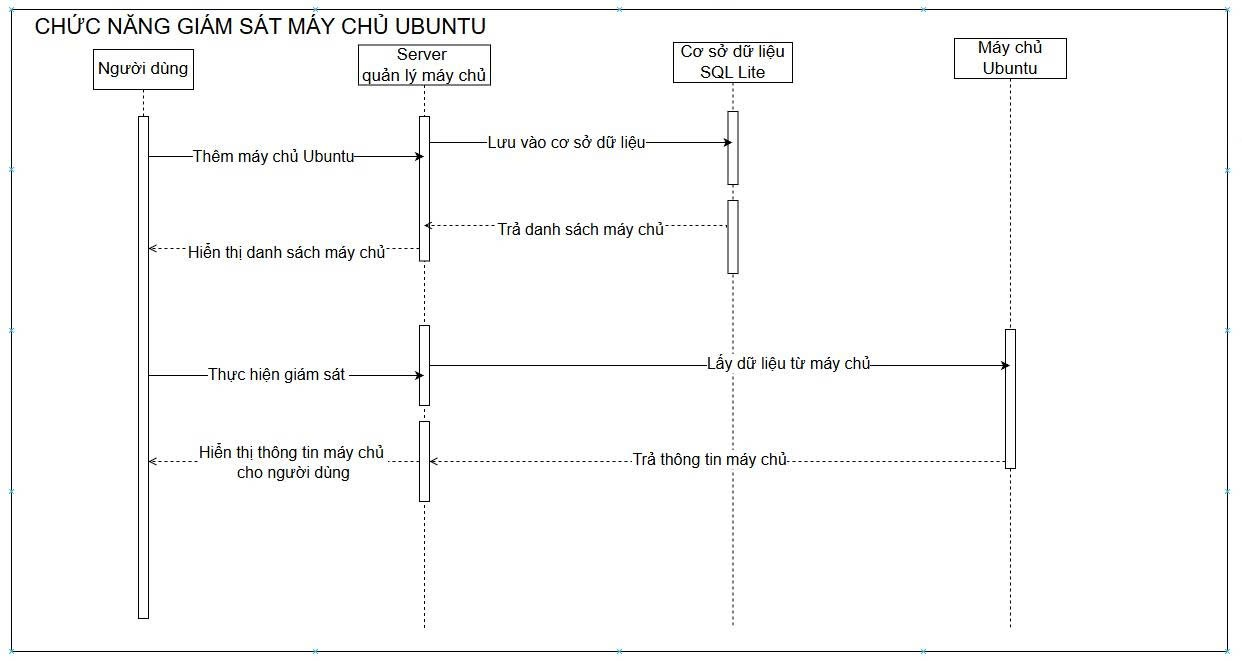 CHỨC NĂNG GIÁM SÁT MÁY CHỦ UBUNTU
Người dùng
Server
quản lý máy chủ
Cơ sở dữ liệu
SQL Lite
Máy chủ
Ubuntu
Lưu vào cơ sở dữ liệu
Thêm máy chủ Ubuntu
Trả danh sách máy chủ
Hiển thị danh sách máy chủ
Lấy dữ liệu từ máy chủ
Thực hiện giám sát
Hiển thị thông tin máy chủ
cho người dùng
Trả thông tin máy chủ